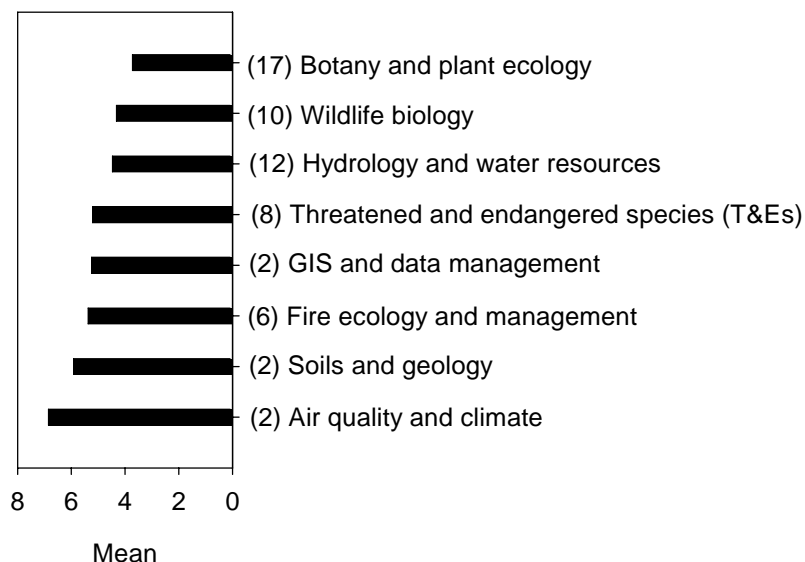 (17) Botany and plant ecology
(10) Wildlife biology
(12) Hydrology and water resources
(8) Threatened and endangered species (T&Es)
(2) GIS and data management
(6) Fire ecology and management
(2) Soils and geology
(2) Air quality and climate
8 6 4 2 0
Mean